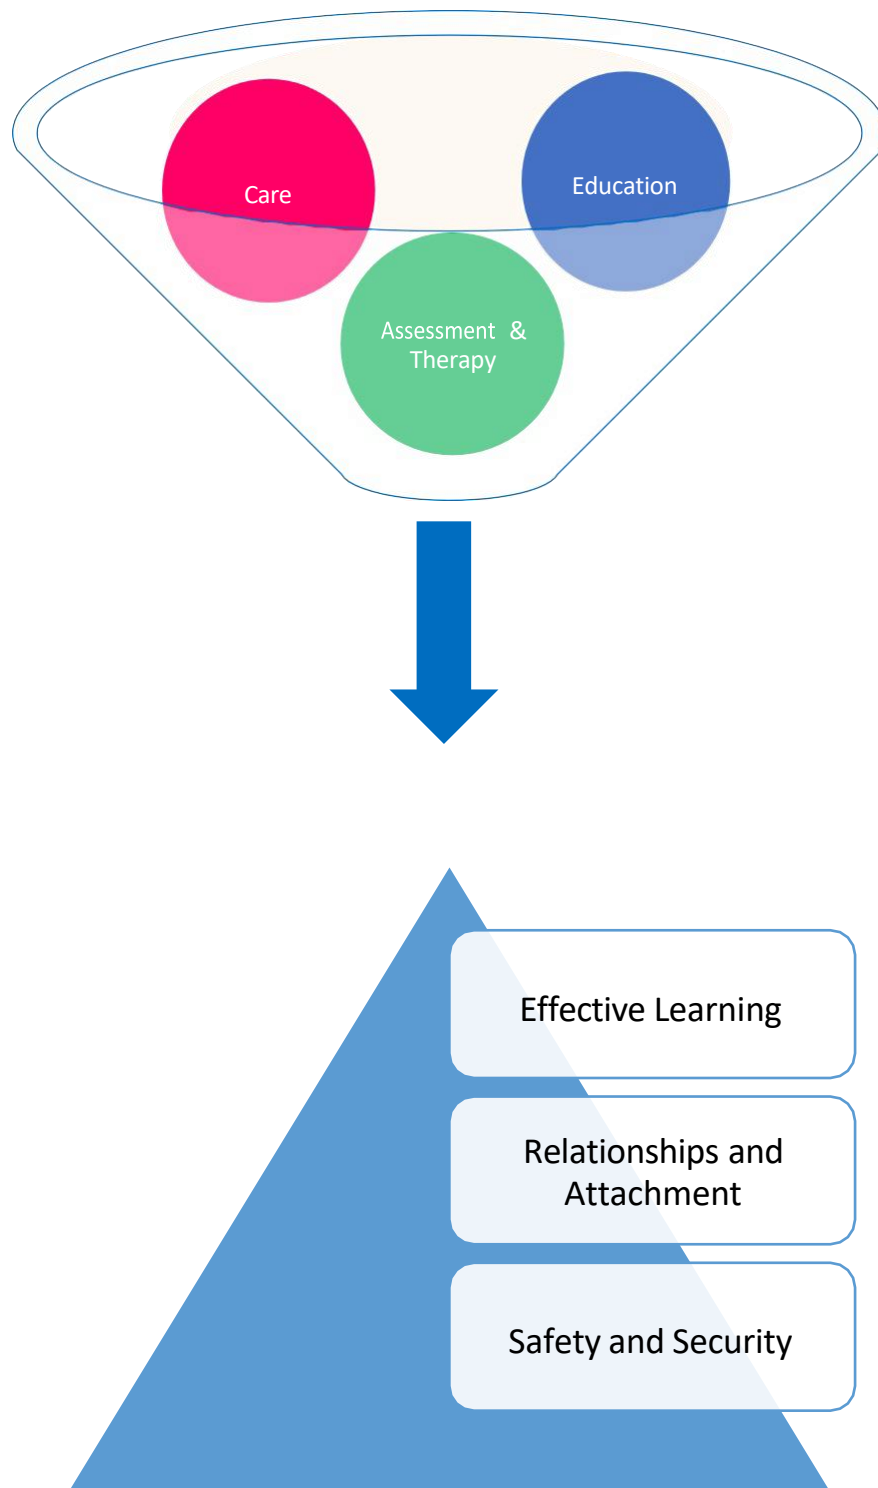 Care
Education
Assessment &
Therapy
Effective Learning
Relationships and
Attachment
Safety and Security